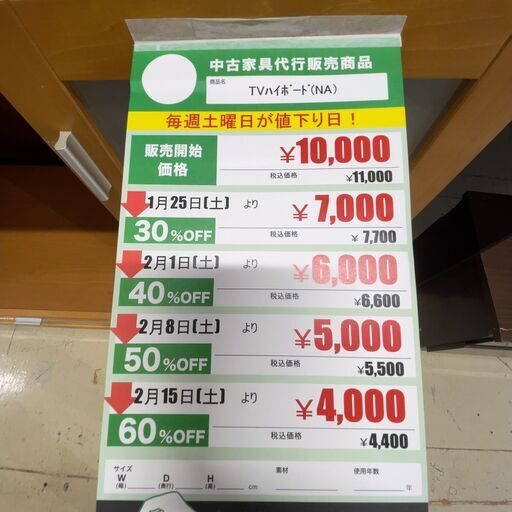 中古家具代行販売商品
商品名
TVハイボード(NA)
毎週土曜日が値下り日！
販売開始価格 ¥10,000
税込価格 ¥11,000
1月25日(土) より ¥7,000
30%OFF 税込価格 ¥7,700
2月1日(土) より ¥6,000
40%OFF 税込価格 ¥6,600
2月8日(土) より ¥5,000
50%OFF 税込価格 ¥5,500
2月15日(土) より ¥4,000
60%OFF 税込価格 ¥4,400
サイズ 素材 使用年数
W(幅) D(奥行) H(高) cm 年